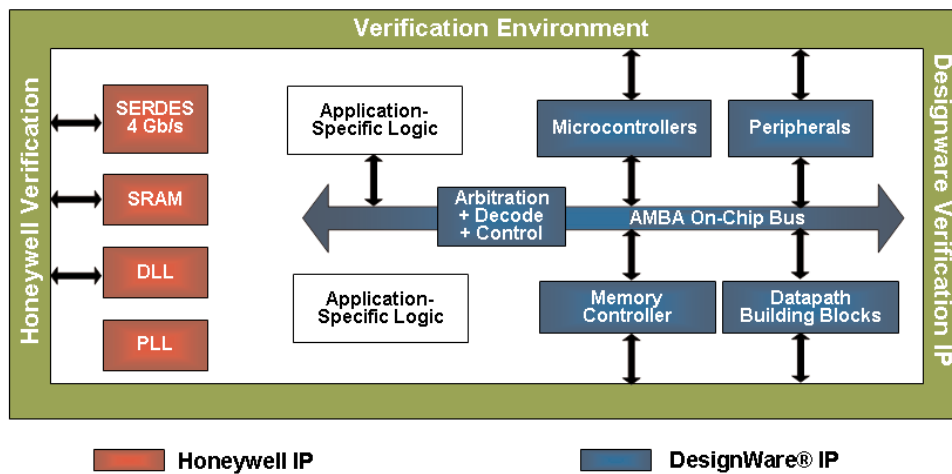 Verification Environment
Honeywell Verification
Designware Verification IP
SERDES
4 Gb/s
SRAM
DLL
PLL
Application-
Specific Logic
Microcontrollers
Peripherals
Arbitration
+ Decode
+ Control
AMBA On-Chip Bus
Application-
Specific Logic
Memory
Controller
Datapath
Building Blocks
Honeywell IP
DesignWare® IP